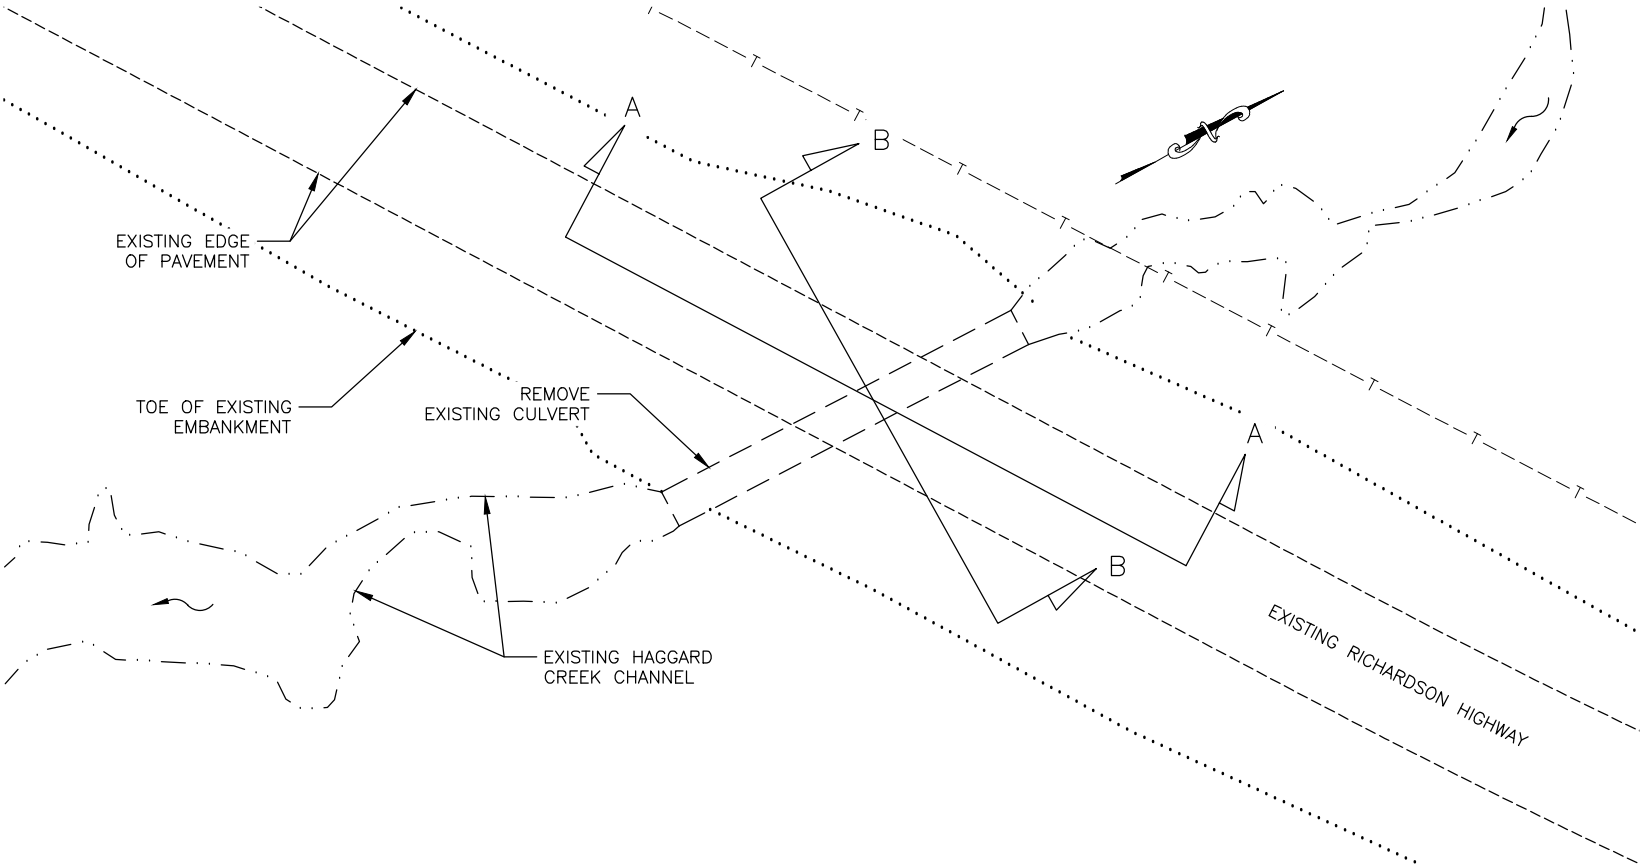 A
B
EXISTING EDGE
OF PAVEMENT
TOE OF EXISTING
EMBANKMENT
REMOVE
EXISTING CULVERT
A
B
EXISTING HAGGARD
CREEK CHANNEL
EXISTING RICHARDSON HIGHWAY
N
T
T
T
T
T
T
T
T
T